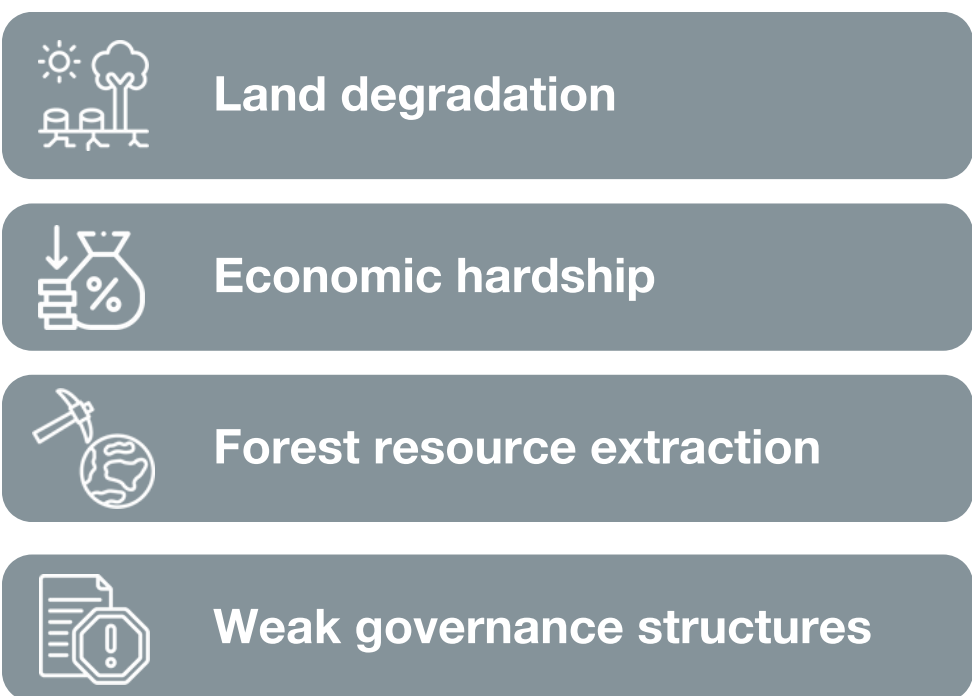 Land degradation
Economic hardship
Forest resource extraction
Weak governance structures